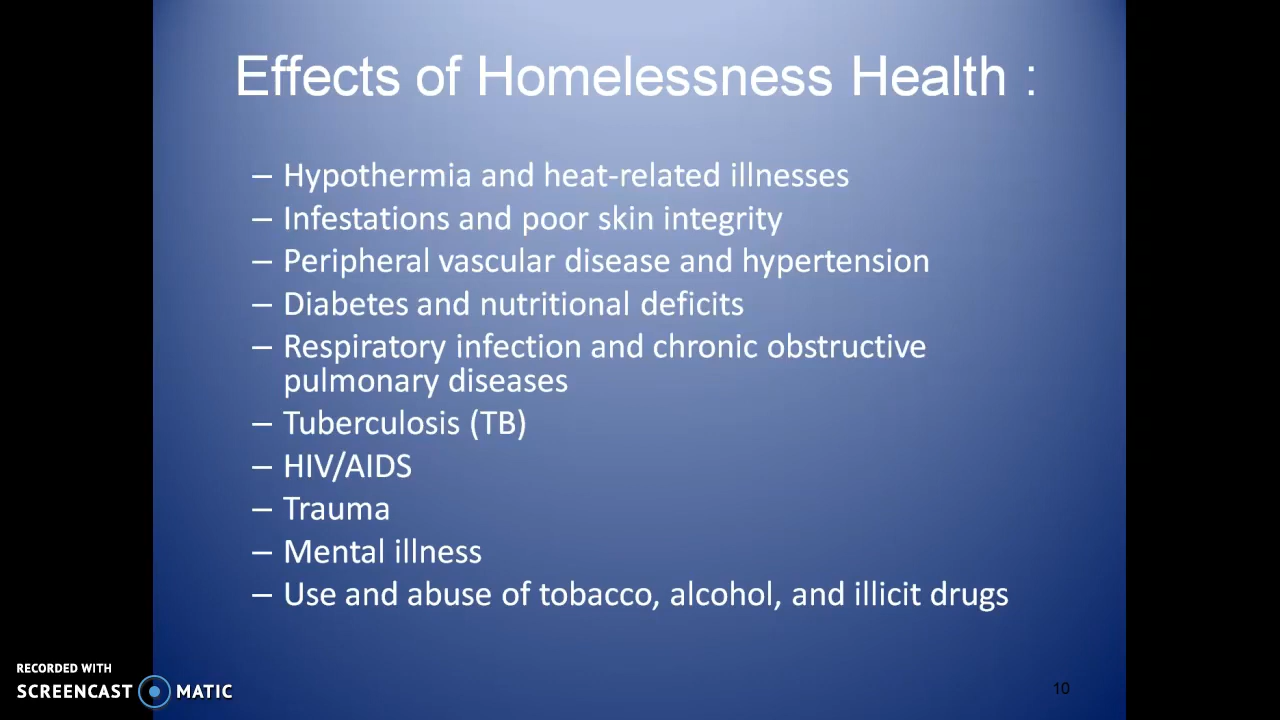 Effects of Homelessness Health :
– Hypothermia and heat-related illnesses
– Infestations and poor skin integrity
– Peripheral vascular disease and hypertension
– Diabetes and nutritional deficits
– Respiratory infection and chronic obstructive
pulmonary diseases
– Tuberculosis (TB)
– HIV/AIDS
– Trauma
– Mental illness
– Use and abuse of tobacco, alcohol, and illicit drugs
10
RECORDED WITH
SCREENCAST MATIC